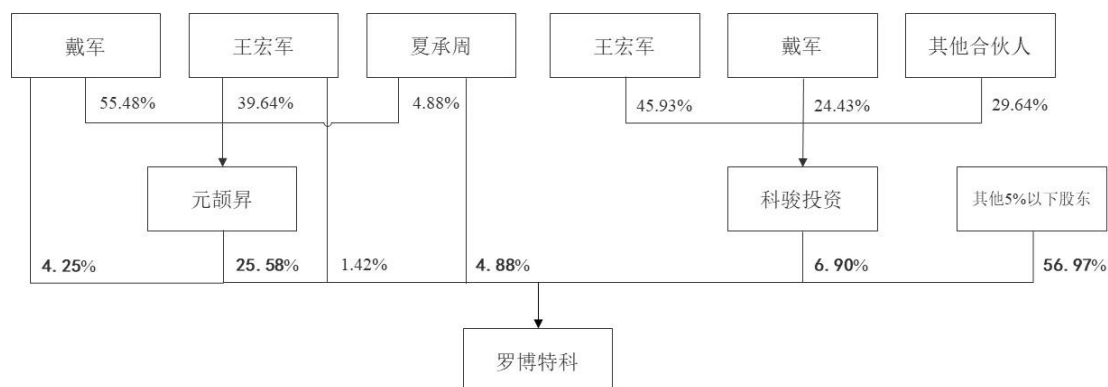 戴军
王宏军
夏承周
王宏军
戴军
其他合伙人
55.48%
39.64%
4.88%
45.93%
24.43%
29.64%
元颉昇
科骏投资
其他5%以下股东
4.25%
25.58%
1.42%
4.88%
6.90%
56.97%
罗博特科